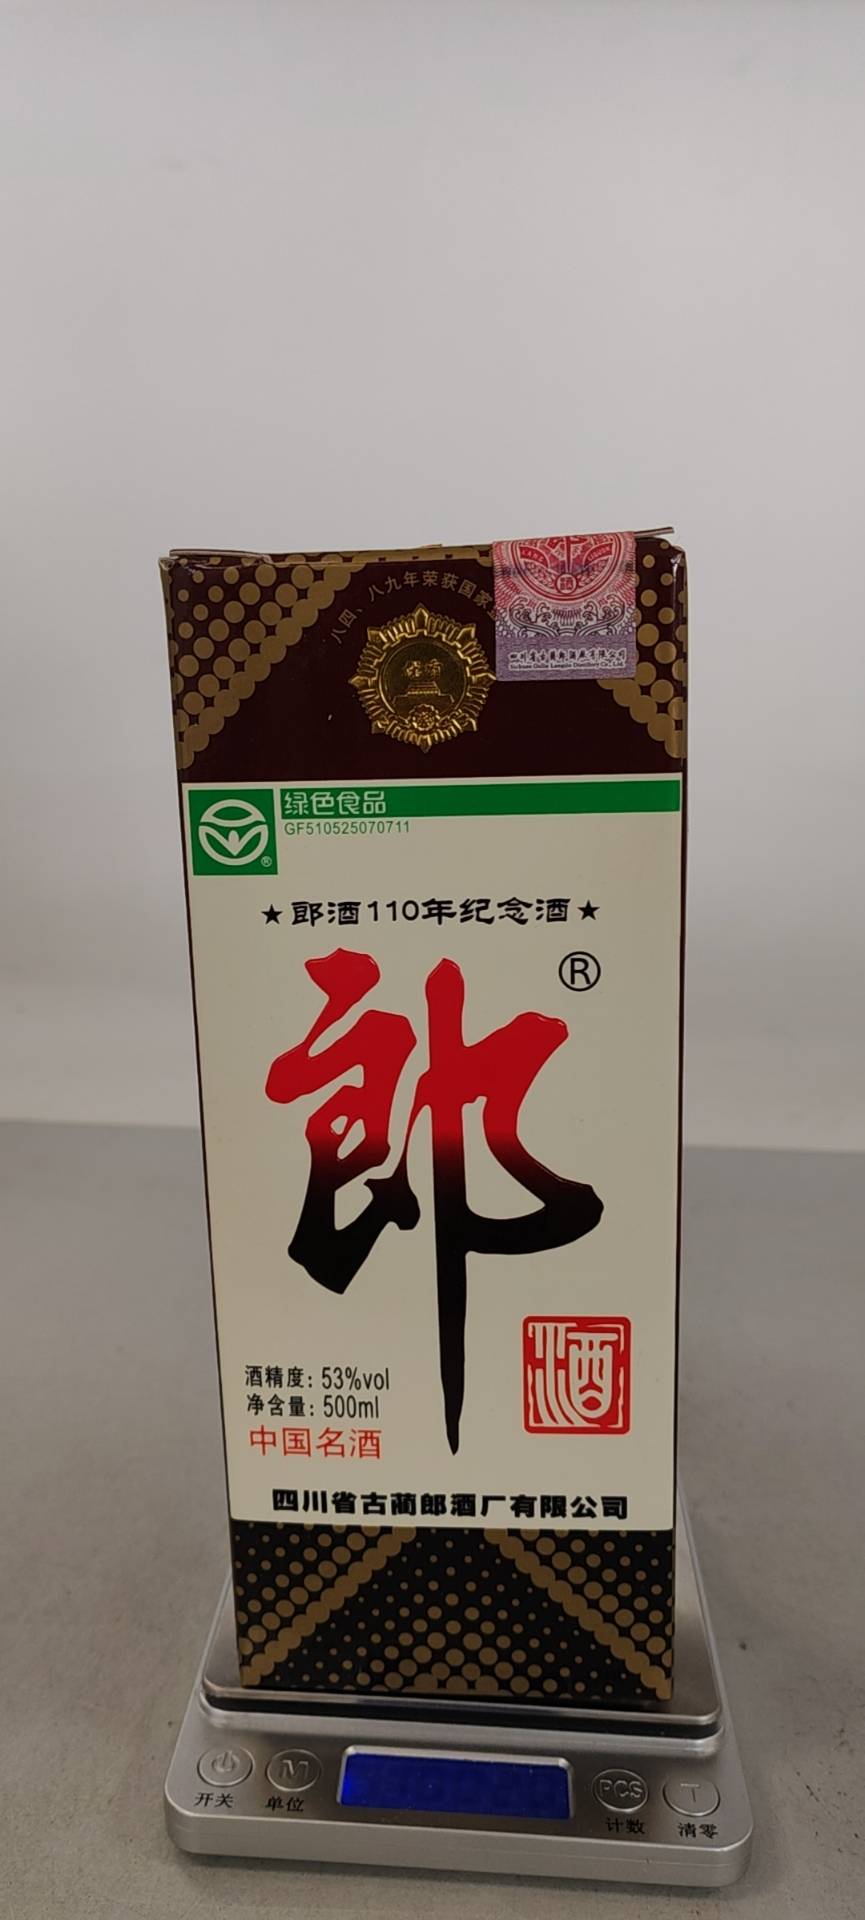 八四、八九年荣获国家
绿色食品
GF510525070711
®
★郎酒110年纪念酒★
郎®
酒
酒精度: 53%vol
净含量: 500ml
中国名酒
四川省古蔺郎酒厂有限公司
M
PCS
T
开关
单位
计数
清零